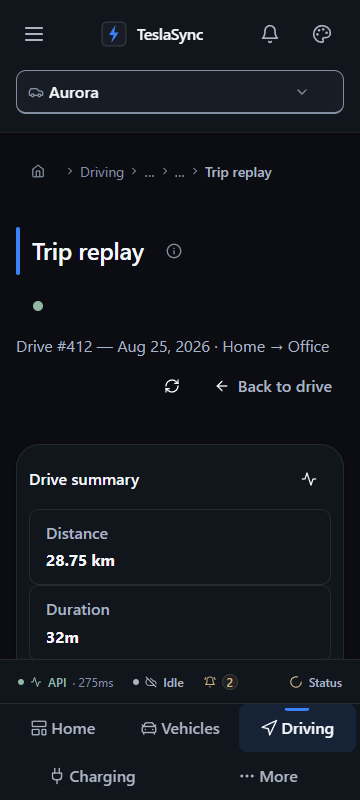 TeslaSync
Aurora
Driving > ... > ... > Trip replay
Trip replay
Drive #412 — Aug 25, 2026 · Home → Office
Back to drive
Drive summary
Distance
28.75 km
Duration
32m
API · 275ms Idle 2 Status
Home Vehicles Driving
Charging More